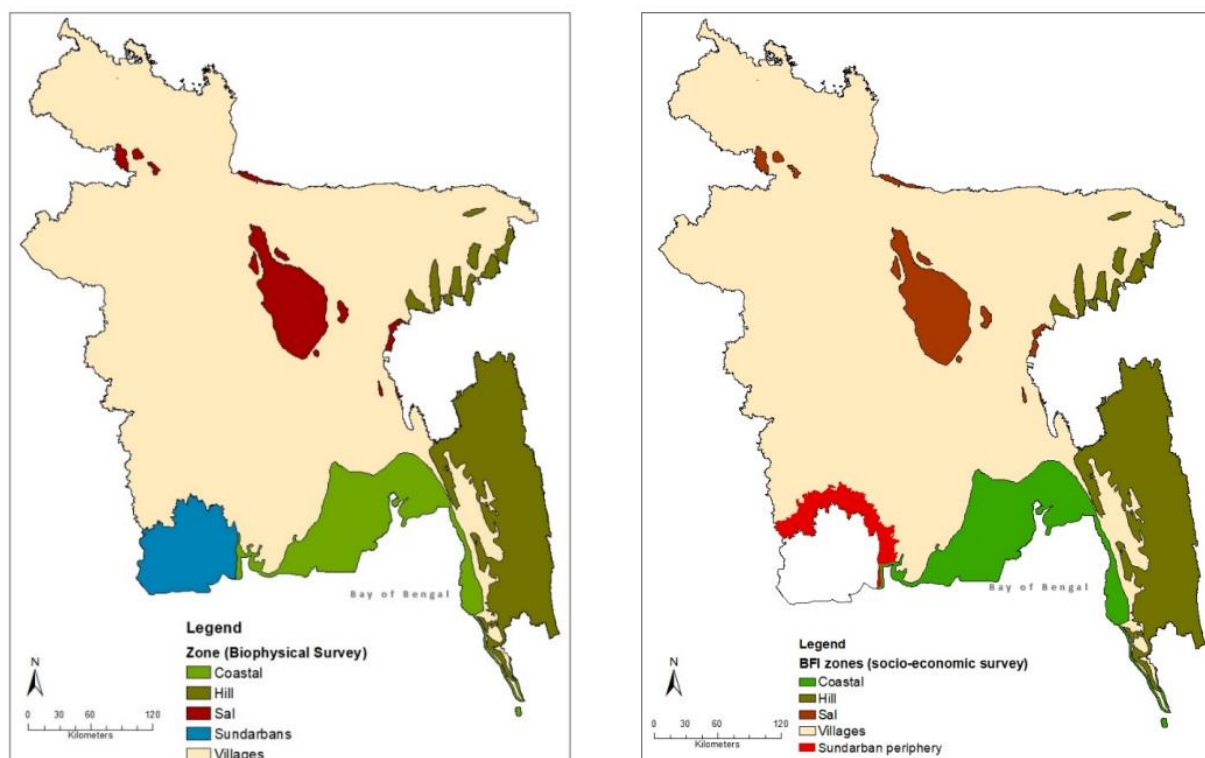 Bay of Bengal
Legend
Zone (Biophysical Survey)
Coastal
Hill
Sal
Sundarbans
Villages
N
0 30 60 120
Kilometers
Bay of Bengal
Legend
BFI zones (socio-economic survey)
Coastal
Hill
Sal
Villages
Sundarban periphery
N
0 30 60 120
Kilometers